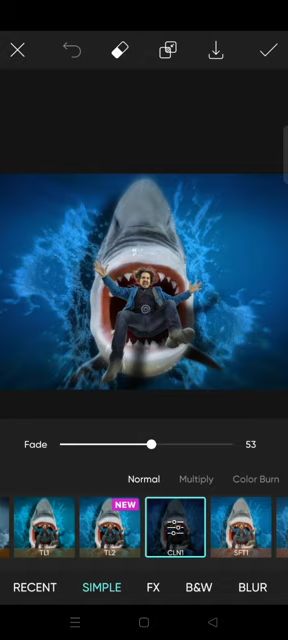 Fade 53
Normal Multiply Color Burn
NEW
TL1 TL2 CLN1 SFT1
RECENT SIMPLE FX B&W BLUR